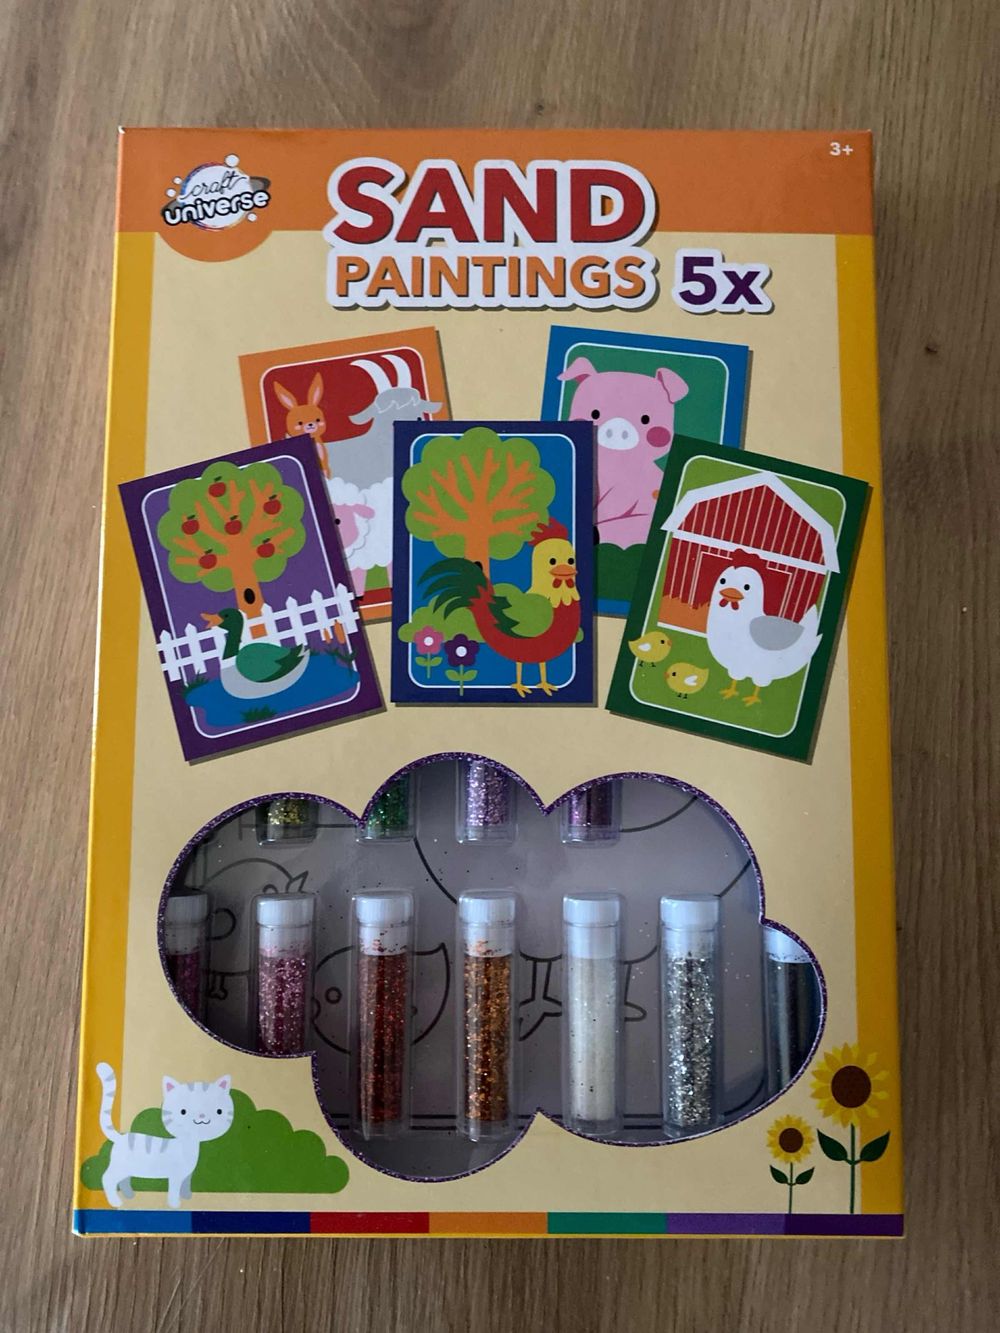 craft
universe
3+
SAND
PAINTINGS 5x